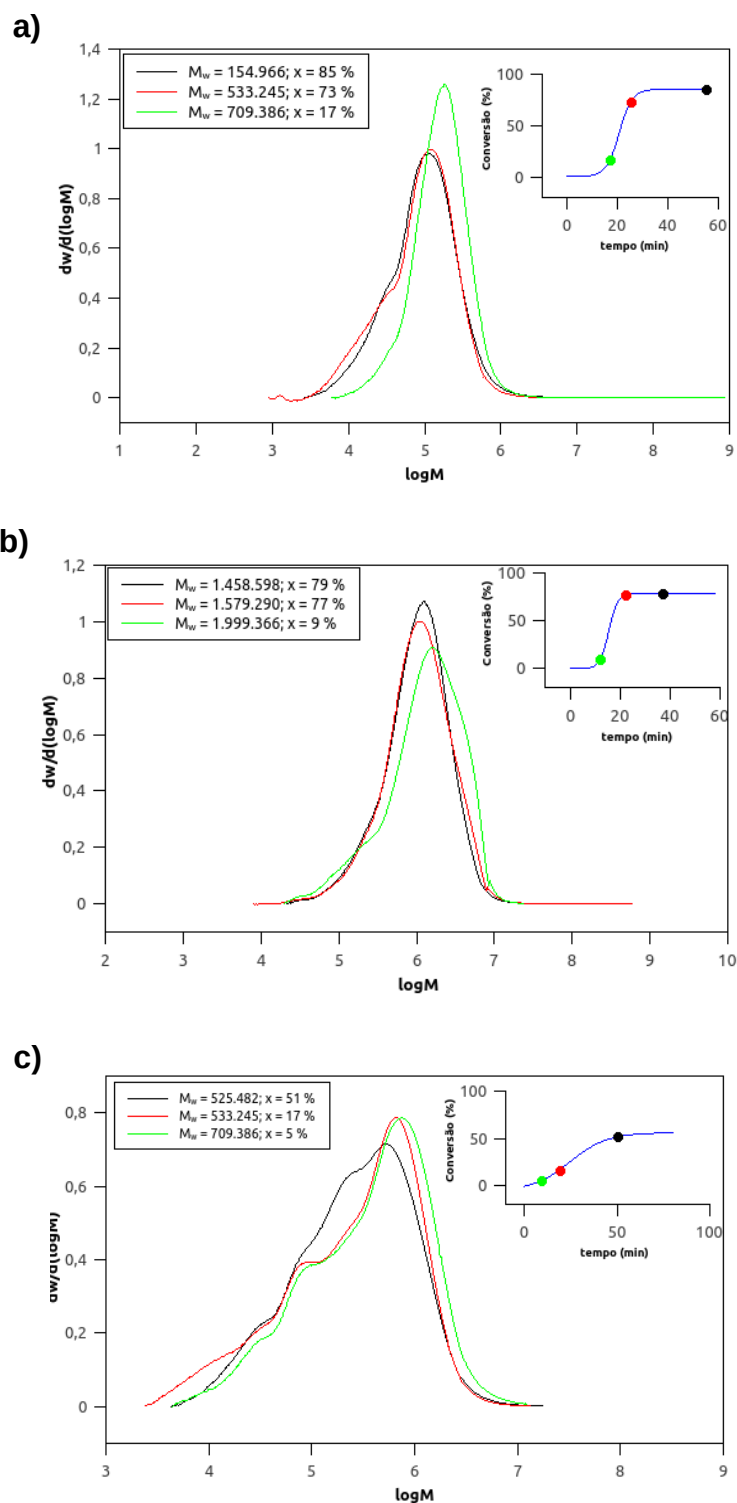 a)
1,4
1,2
1
0,8
0,6
0,4
0,2
0
dw/d(logM)
Mw = 154.966; x = 85 %
Mw = 533.245; x = 73 %
Mw = 709.386; x = 17 %
100
50
0
Conversão (%)
0 20 40 60
tempo (min)
1 2 3 4 5 6 7 8 9
logM
b)
1,2
1
0,8
0,6
0,4
0,2
0
dw/d(logM)
Mw = 1.458.598; x = 79 %
Mw = 1.579.290; x = 77 %
Mw = 1.999.366; x = 9 %
100
50
0
Conversão (%)
0 20 40 60
tempo (min)
2 3 4 5 6 7 8 9 10
logM
c)
0,8
0,6
0,4
0,2
0
dw/d(logM)
Mw = 525.482; x = 51 %
Mw = 533.245; x = 17 %
Mw = 709.386; x = 5 %
100
50
0
Conversão (%)
0 50 100
tempo (min)
3 4 5 6 7 8 9
logM